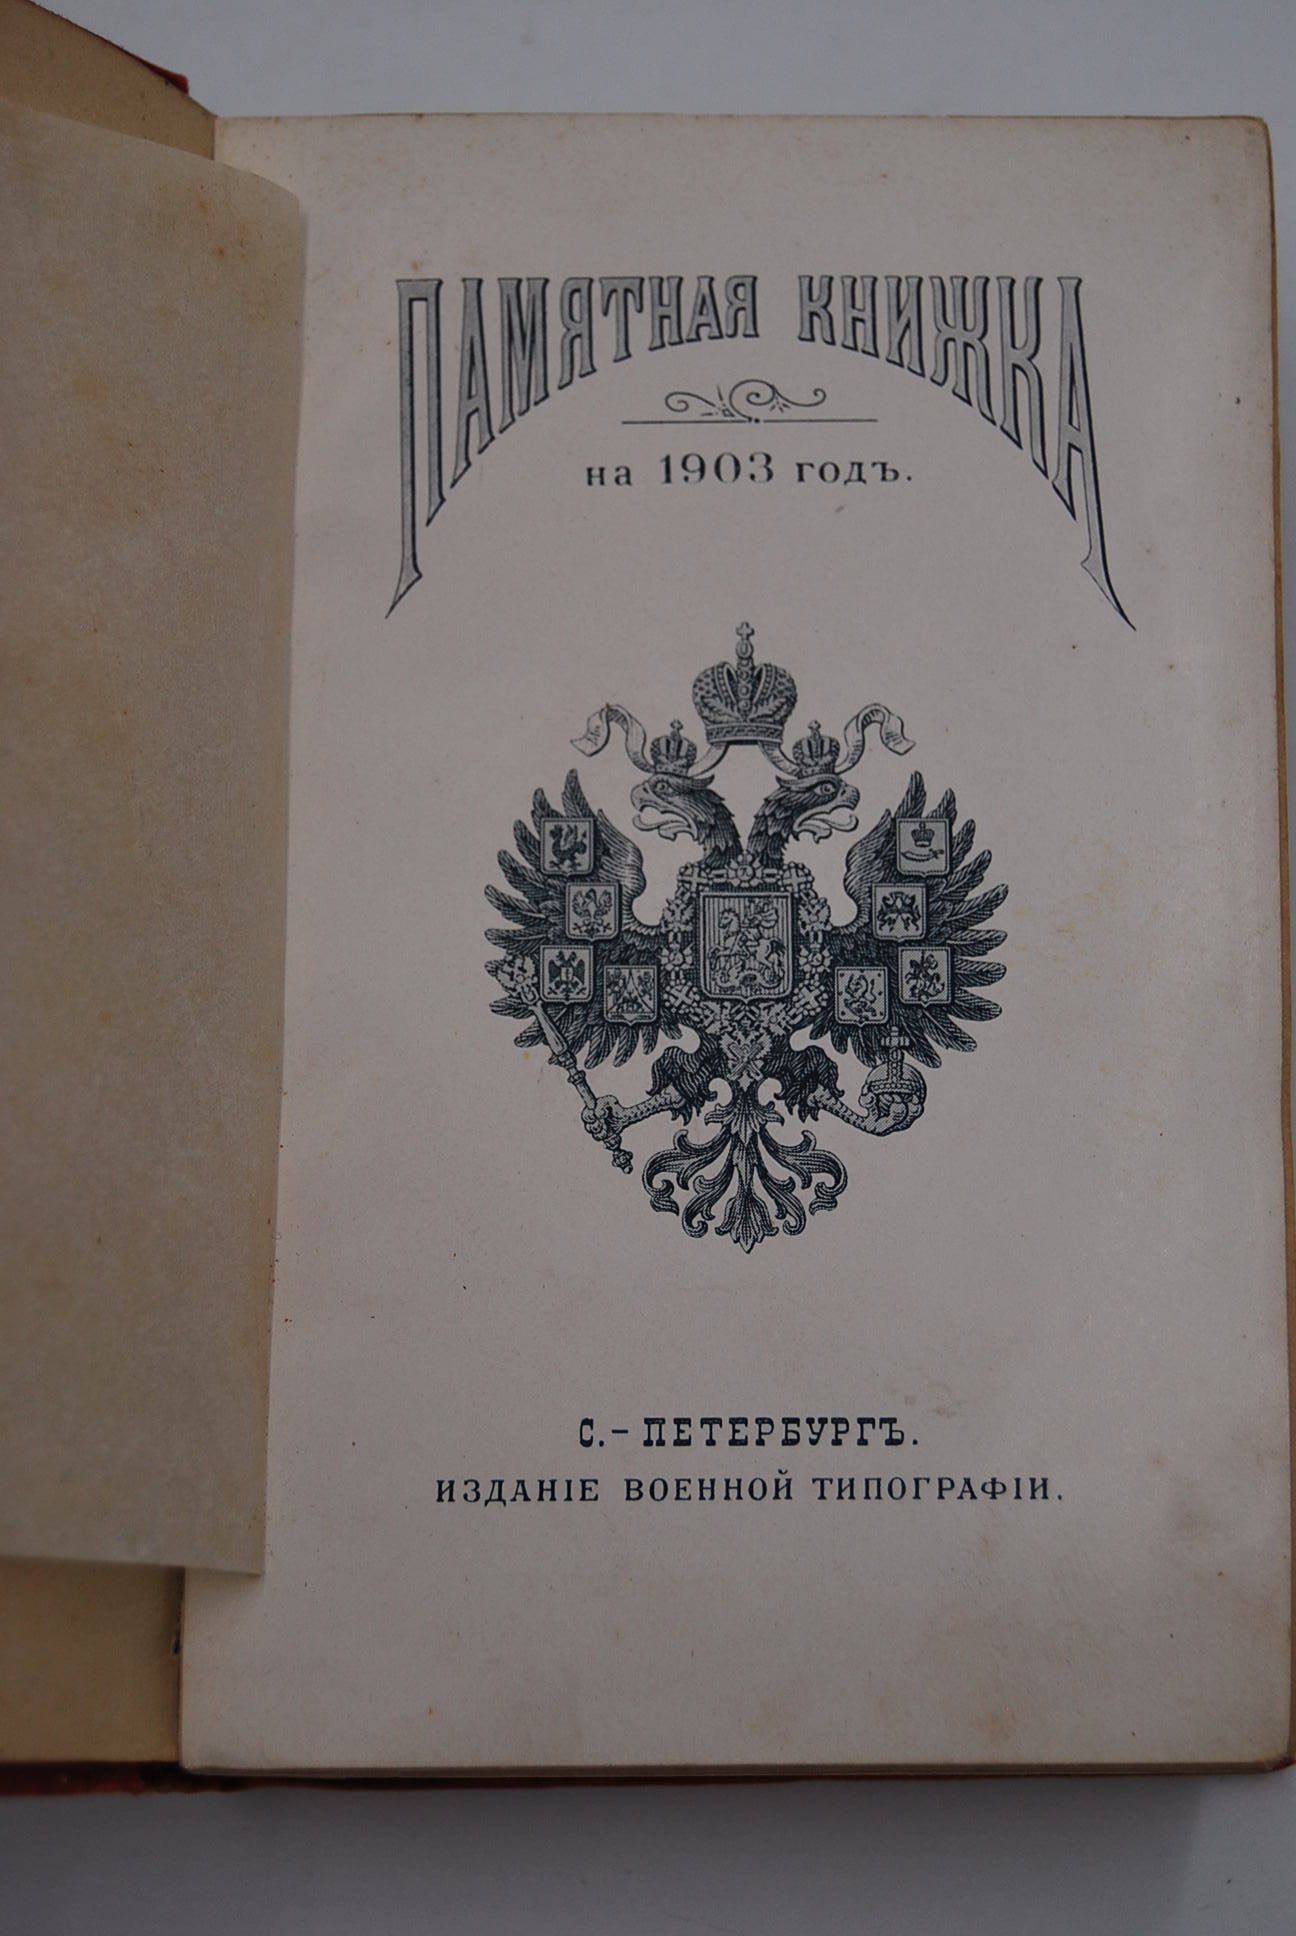 ПАМЯТНАЯ КНИЖКА
на 1903 годъ.
С.-ПЕТЕРБУРГЪ.
ИЗДАНІЕ ВОЕННОЙ ТИПОГРАФІИ.